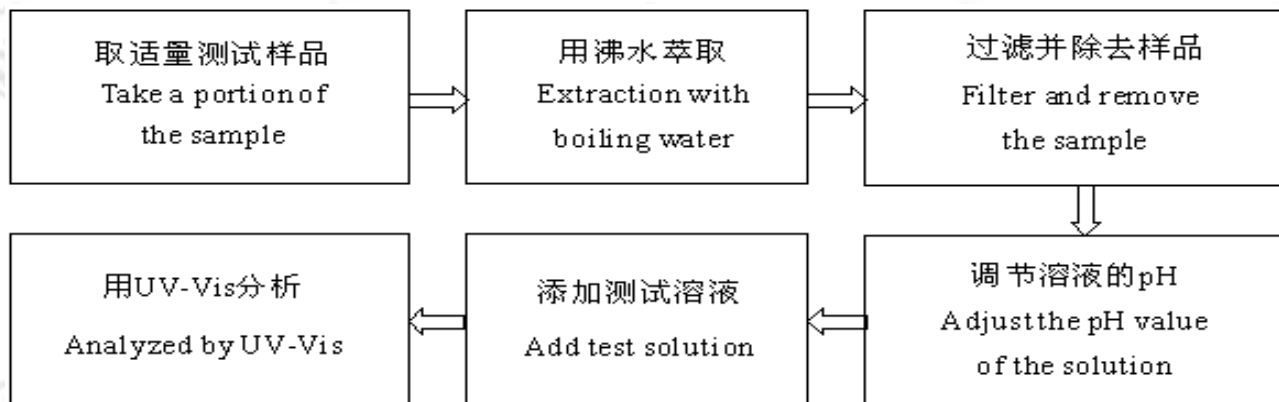 取适量测试样品
Take a portion of
the sample
用沸水萃取
Extraction with
boiling water
过滤并除去样品
Filter and remove
the sample
调节溶液的pH
Adjust the pH value
of the solution
添加测试溶液
Add test solution
用UV-Vis分析
Analyzed by UV-Vis